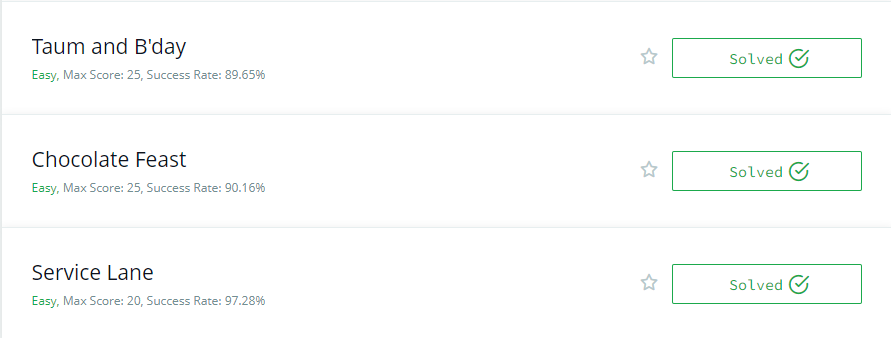 Taum and B'day
Easy, Max Score: 25, Success Rate: 89.65%
Solved
Chocolate Feast
Easy, Max Score: 25, Success Rate: 90.16%
Solved
Service Lane
Easy, Max Score: 20, Success Rate: 97.28%
Solved